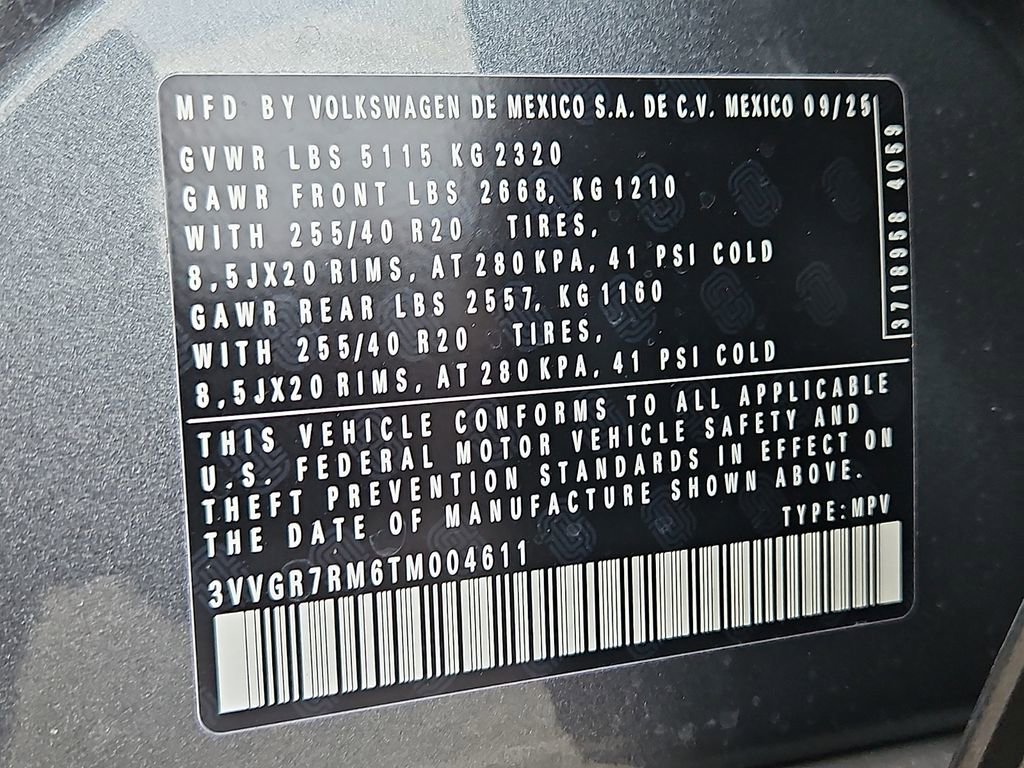 MFD BY VOLKSWAGEN DE MEXICO S.A. DE C.V. MEXICO 09/25
GVWR LBS 5115 KG 2320
GAWR FRONT LBS 2668, KG 1210
WITH 255/40 R20 TIRES,
8,5JX20 RIMS, AT 280 KPA, 41 PSI COLD
GAWR REAR LBS 2557, KG 1160
WITH 255/40 R20 TIRES,
8,5JX20 RIMS, AT 280 KPA, 41 PSI COLD
3718958 4059
THIS VEHICLE CONFORMS TO ALL APPLICABLE
U.S. FEDERAL MOTOR VEHICLE SAFETY AND
THEFT PREVENTION STANDARDS IN EFFECT ON
THE DATE OF MANUFACTURE SHOWN ABOVE.
TYPE:MPV
3VVGR7RM6TM004611